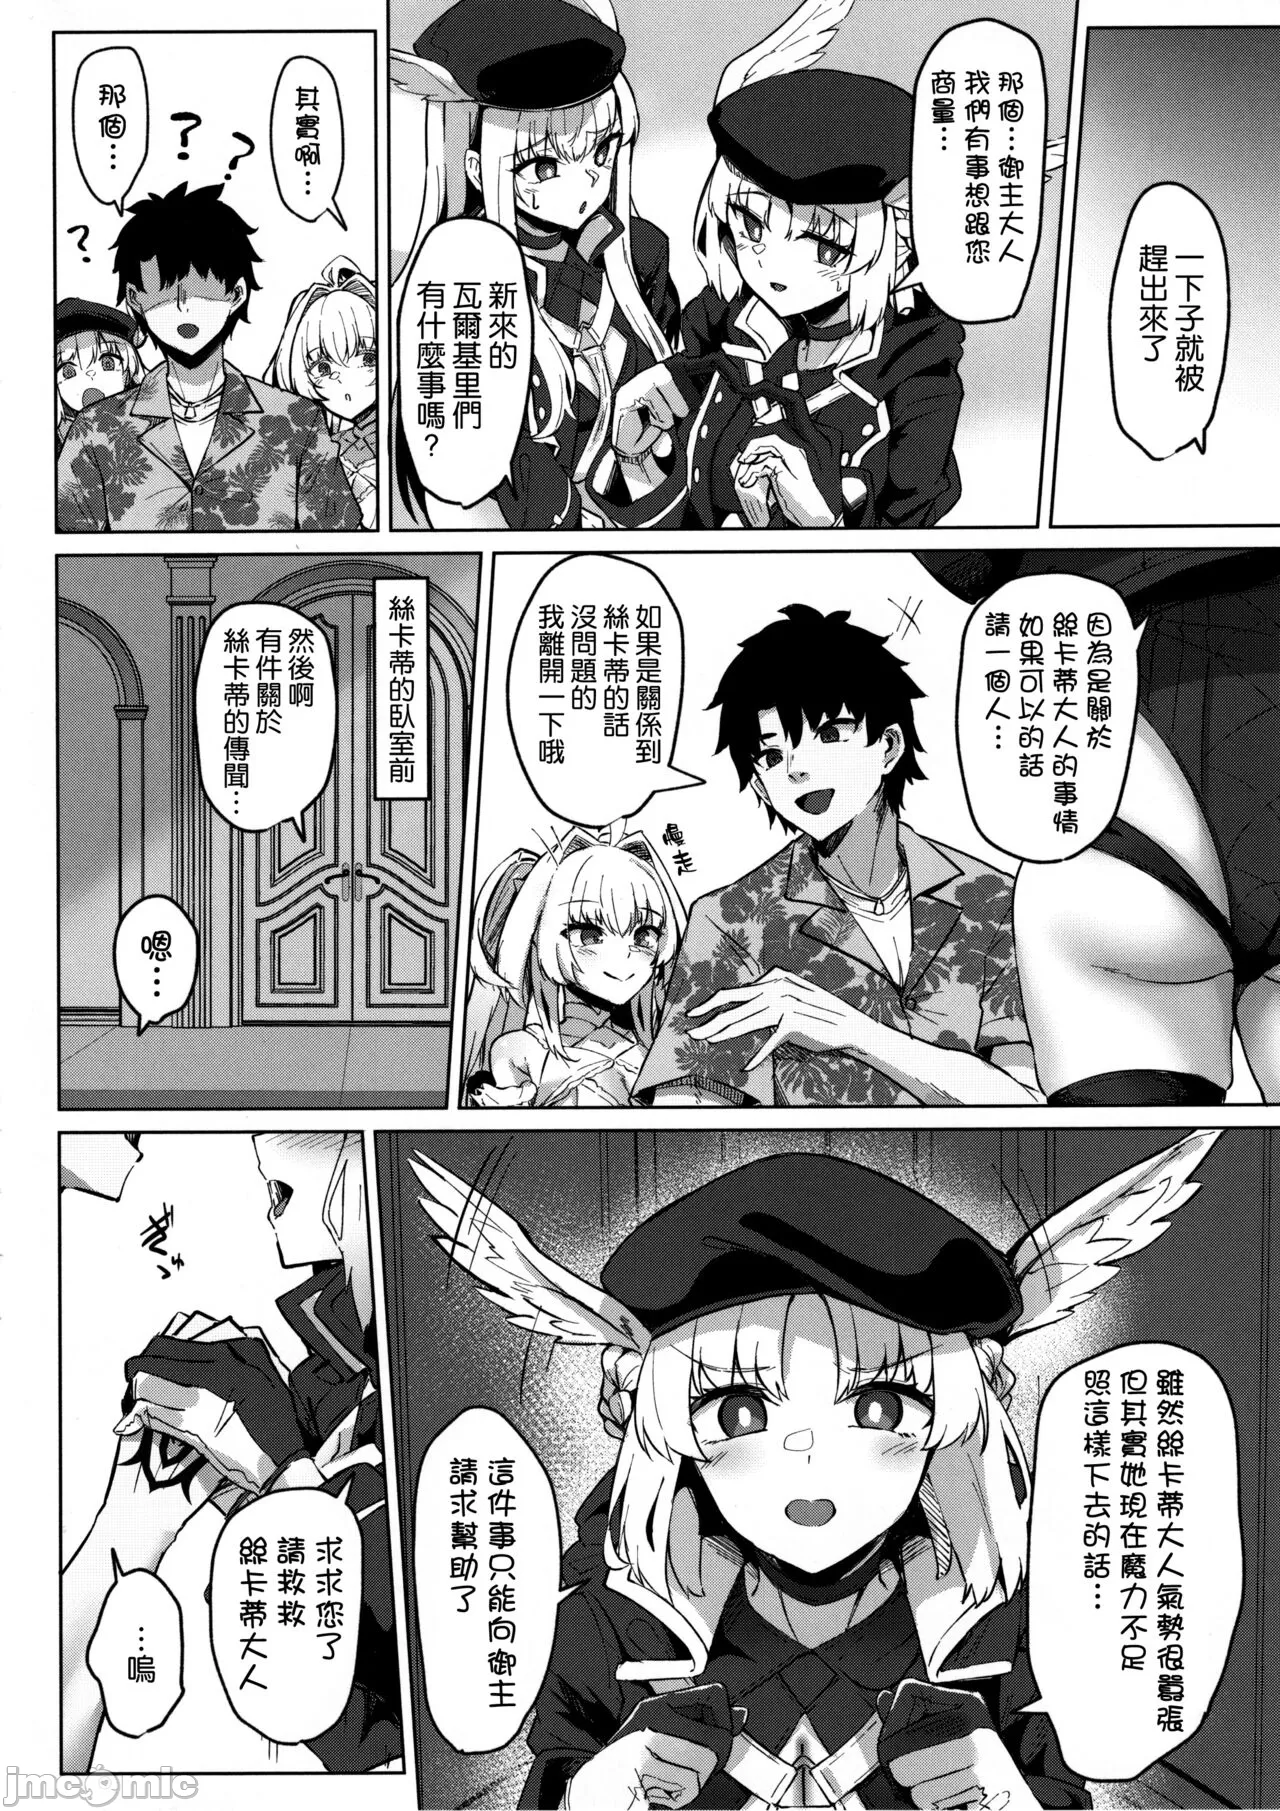 一下子就被
趕出來了
那個…御主大人
我們有事想跟您
商量…
新來的
瓦爾基里們
有什麼事嗎？
其實啊…
那個…
？
？
？
？
因為是關於
絲卡蒂大人的事情
如果可以的話
請一個人…
如果是關係到
絲卡蒂的話
沒問題的
我離開一下哦
慢走
絲卡蒂的臥室前
然後啊
有件關於
絲卡蒂的傳聞…
嗯…
雖然絲卡蒂大人氣勢很囂張
但其實她現在魔力不足
照這樣下去的話…
這件事只能向御主
請求幫助了
ぎゅっ
求求您了
請救救
絲卡蒂大人
…嗚
jmcomic